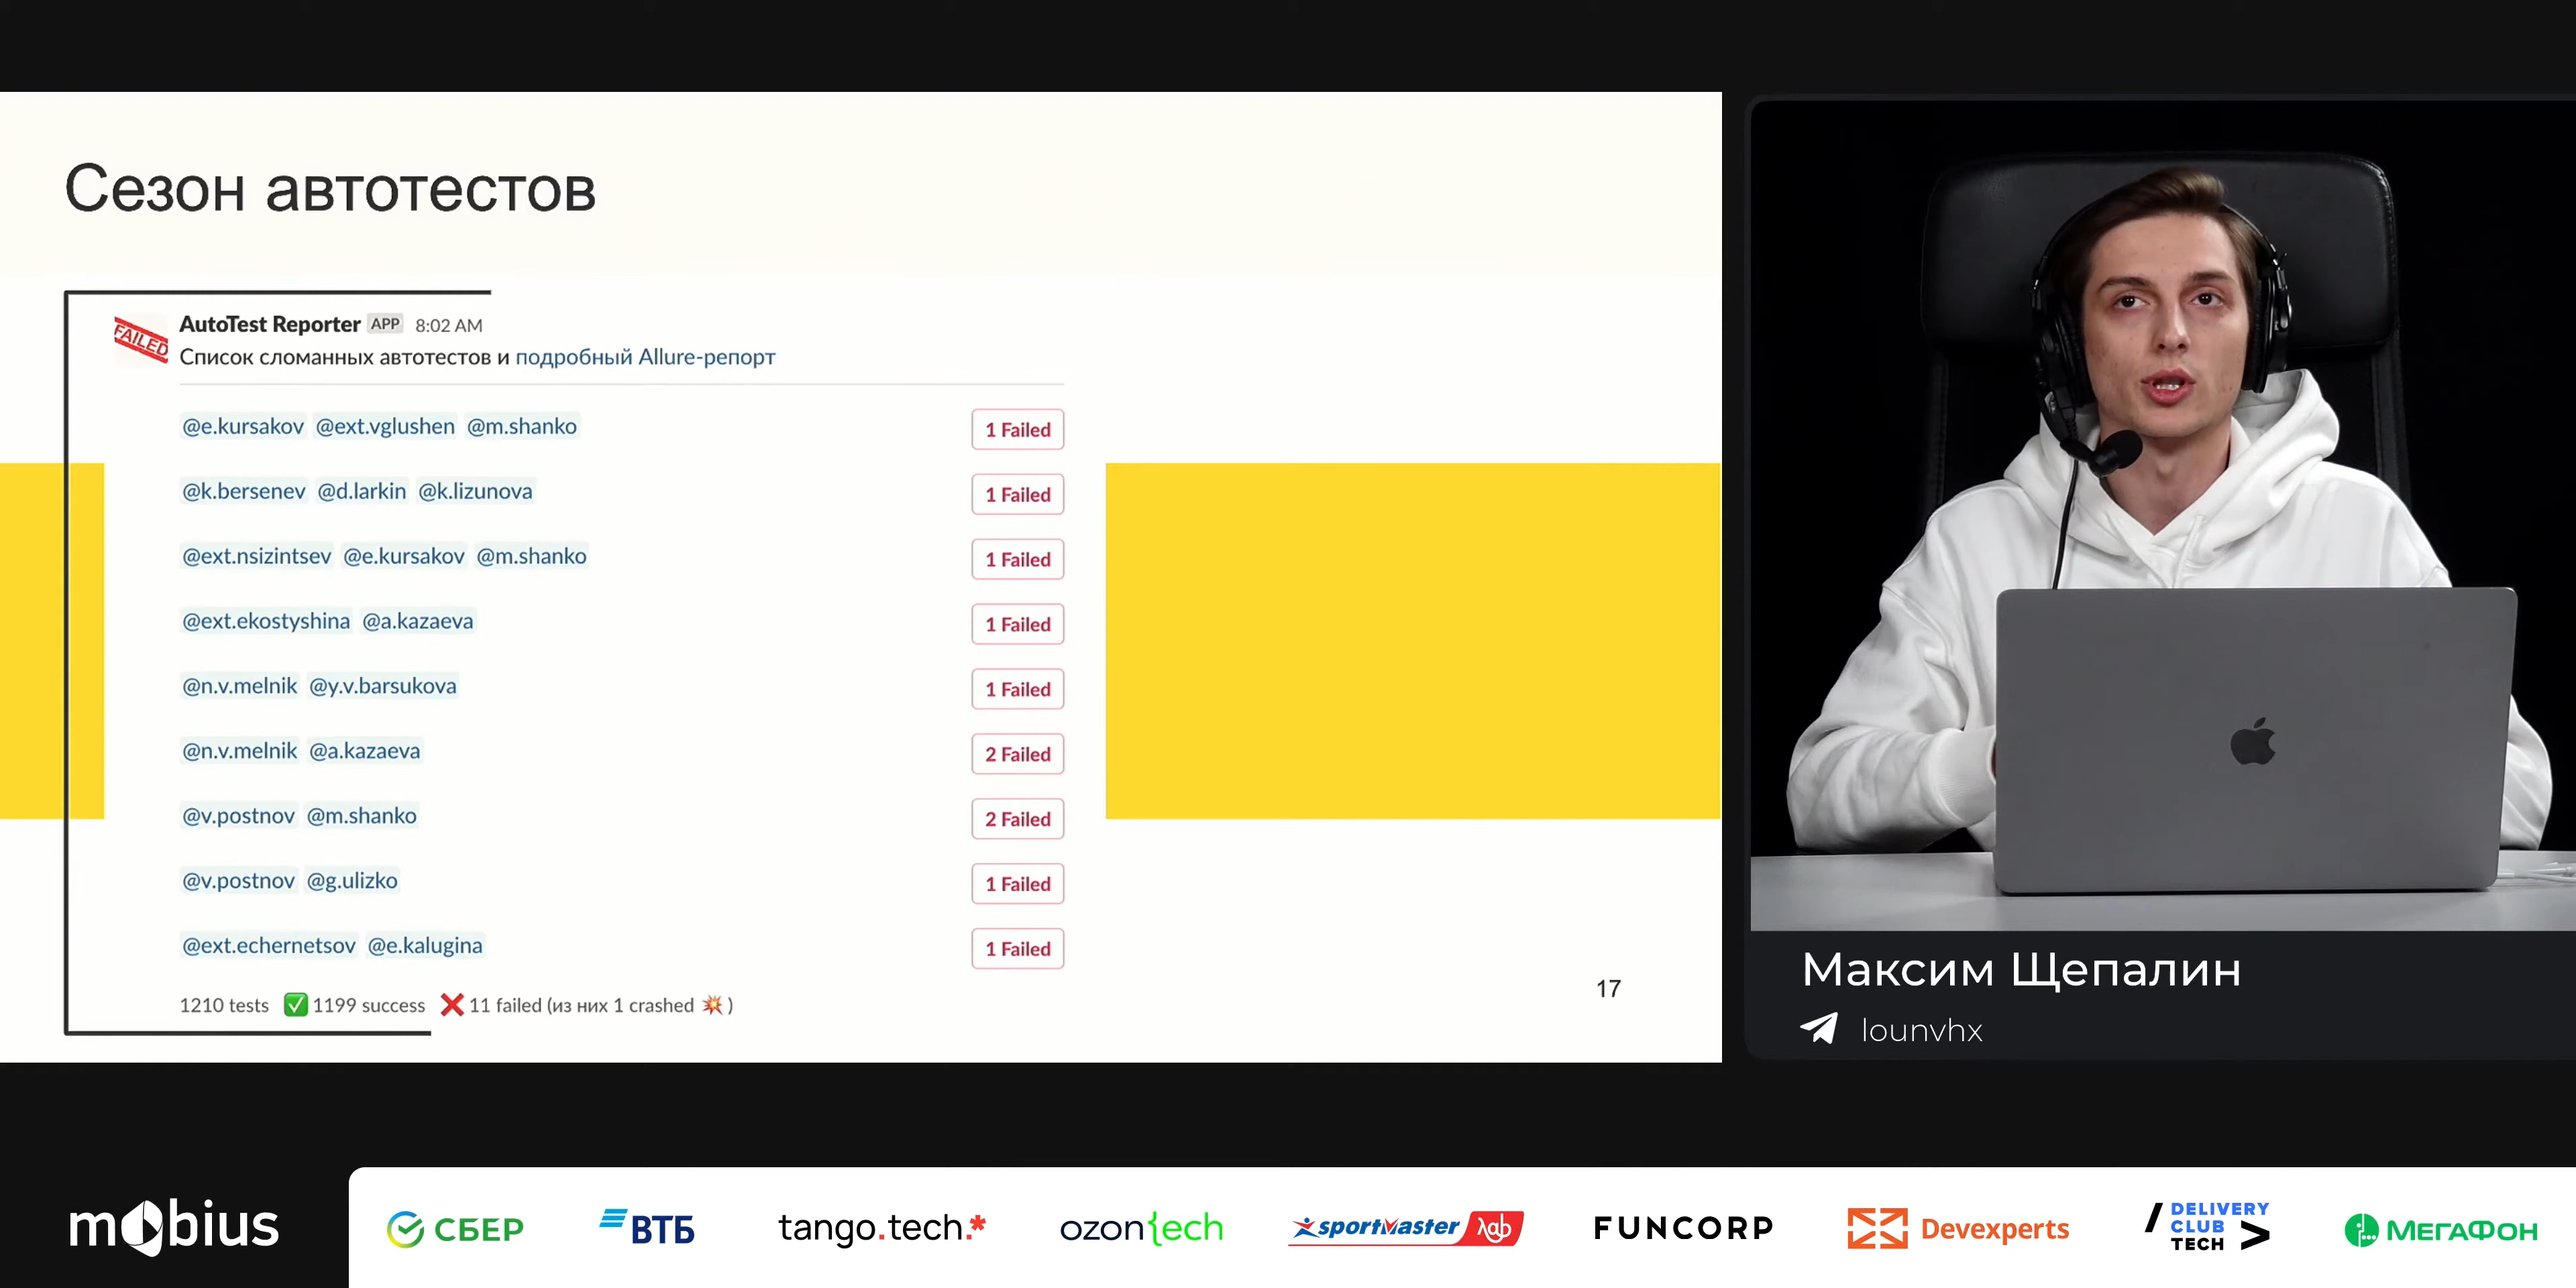 Сезон автотестов
FAILED
AutoTest Reporter APP 8:02 AM
Список сломанных автотестов и подробный Allure-репорт
@e.kursakov @ext.vglushen @m.shanko 1 Failed
@k.bersenev @d.larkin @k.lizunova 1 Failed
@ext.nsizintsev @e.kursakov @m.shanko 1 Failed
@ext.ekostyshina @a.kazaeva 1 Failed
@n.v.melnik @y.v.barsukova 1 Failed
@n.v.melnik @a.kazaeva 2 Failed
@v.postnov @m.shanko 2 Failed
@v.postnov @g.ulizko 1 Failed
@ext.echernetsov @e.kalugina 1 Failed
1210 tests ✅ 1199 success ❌ 11 failed (из них 1 crashed 💥 )
17
Максим Щепалин
lounvhx
mobius
СБЕР
ВТБ
tango.tech.*
ozon{ech
sportмaster λab
FUNCORP
Devexperts
/ DELIVERY CLUB TECH >
МЕГАФОН